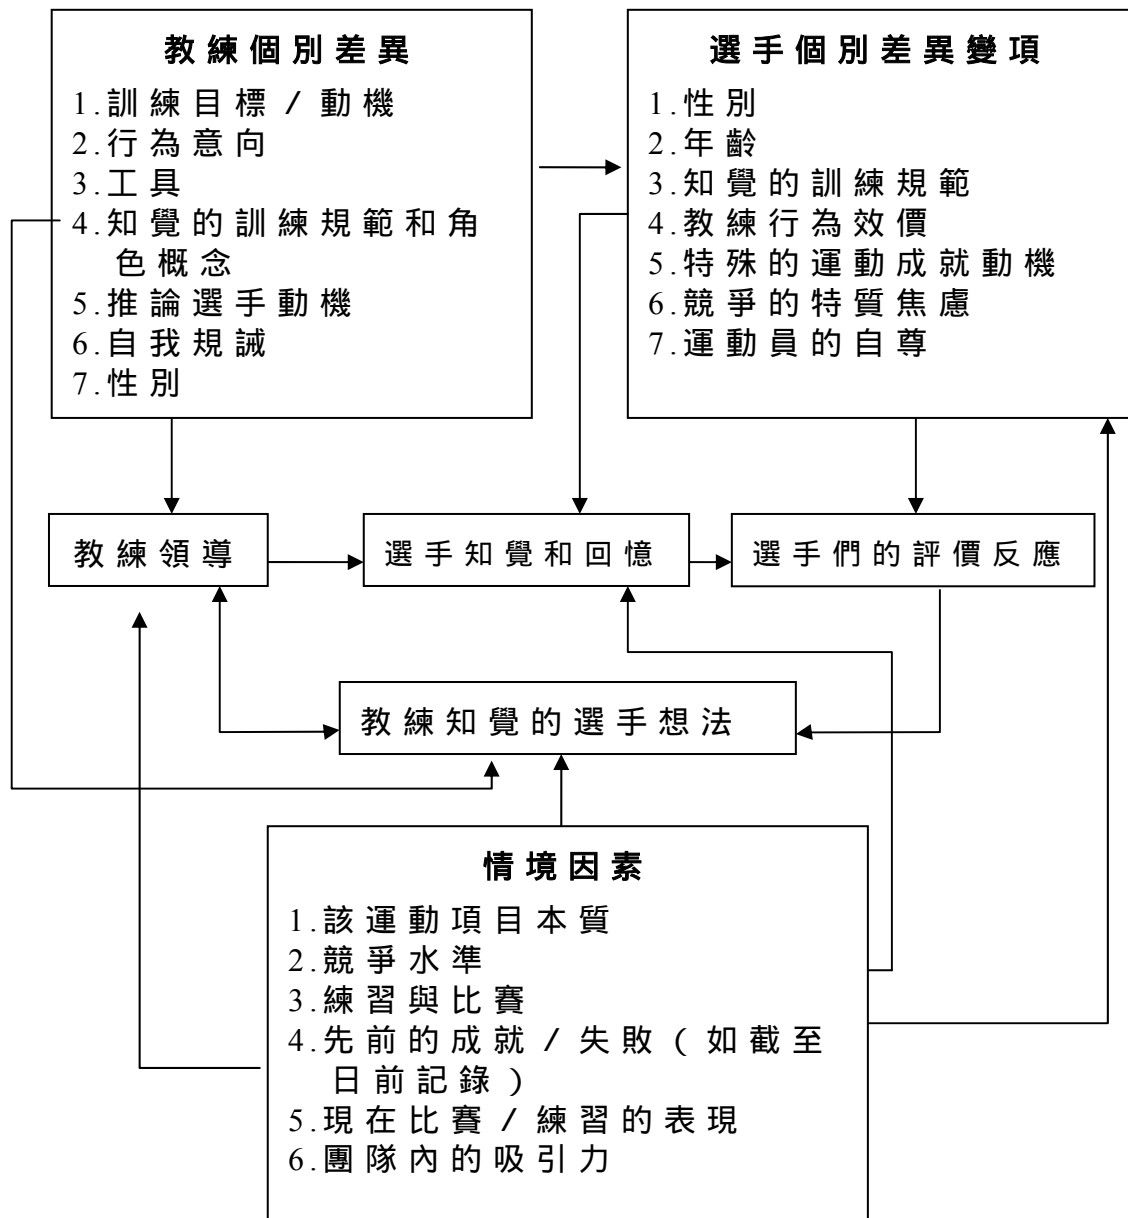 教練個別差異
1.訓練目標/動機
2.行為意向
3.工具
4.知覺的訓練規範和角
色概念
5.推論選手動機
6.自我規誡
7.性別
選手個別差異變項
1.性別
2.年齡
3.知覺的訓練規範
4.教練行為效價
5.特殊的運動成就動機
6.競爭的特質焦慮
7.運動員的自尊
教練領導
選手知覺和回憶
選手們的評價反應
教練知覺的選手想法
情境因素
1.該運動項目本質
2.競爭水準
3.練習與比賽
4.先前的成就/失敗(如截至
日前記錄)
5.現在比賽/練習的表現
6.團隊內的吸引力